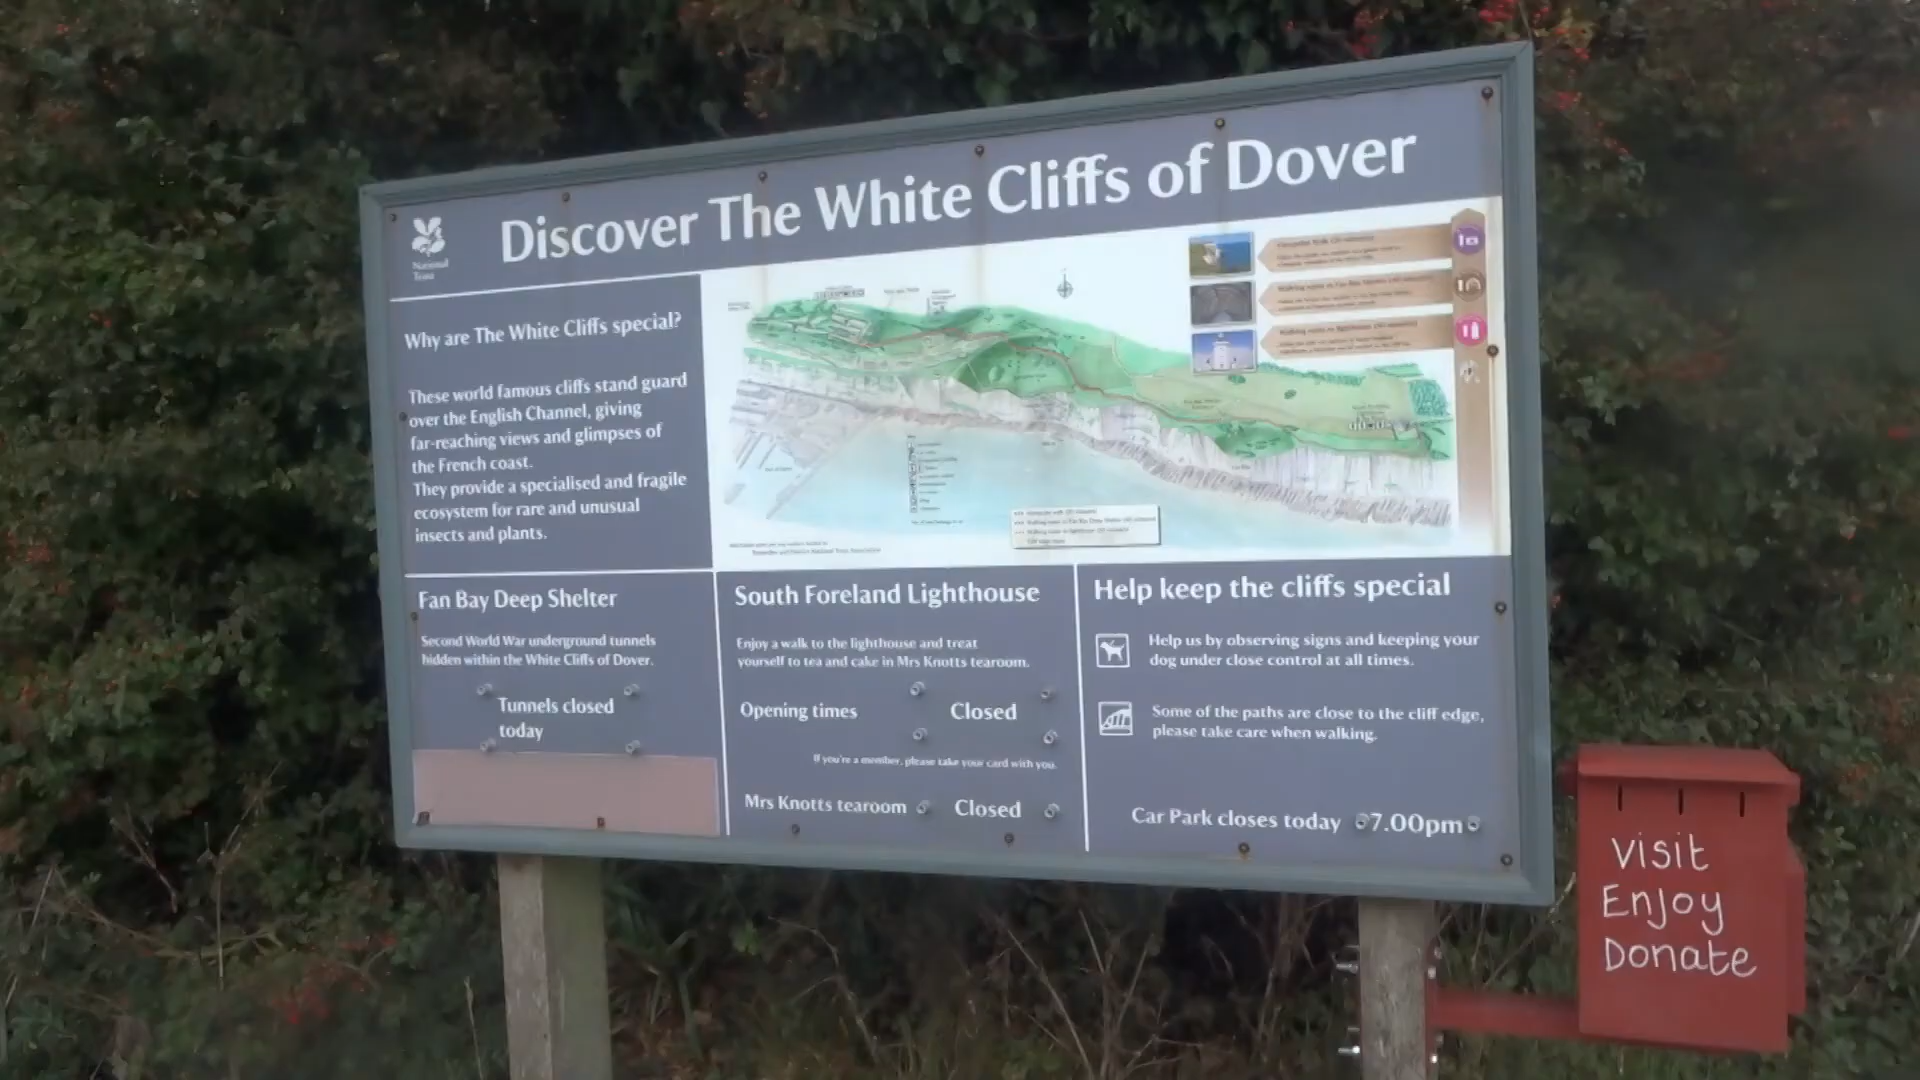 Discover The White Cliffs of Dover
National
Trust
Why are The White Cliffs special?
These world famous cliffs stand guard
over the English Channel, giving
far-reaching views and glimpses of
the French coast.
They provide a specialised and fragile
ecosystem for rare and unusual
insects and plants.
Fan Bay Deep Shelter
Second World War underground tunnels
hidden within the White Cliffs of Dover.
Tunnels closed
today
South Foreland Lighthouse
Enjoy a walk to the lighthouse and treat
yourself to tea and cake in Mrs Knotts tearoom.
Opening times Closed
If you're a member, please take your card with you.
Mrs Knotts tearoom Closed
Help keep the cliffs special
Help us by observing signs and keeping your
dog under close control at all times.
Some of the paths are close to the cliff edge,
please take care when walking.
Car Park closes today 7.00pm
Visit
Enjoy
Donate